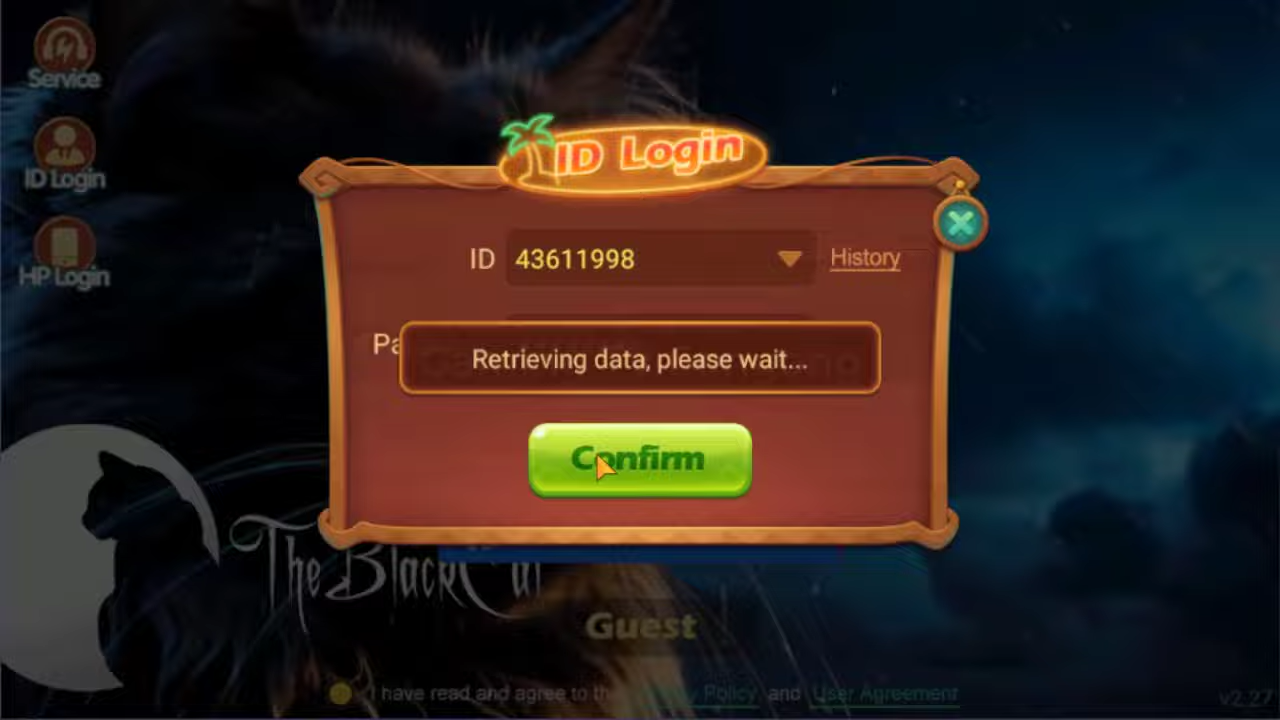 Service
ID Login
HP Login
ID Login
ID 43611998 History
Pa
Retrieving data, please wait...
Confirm
The Black Cat
Guest
I have read and agree to the Policy and User Agreement
v2.27